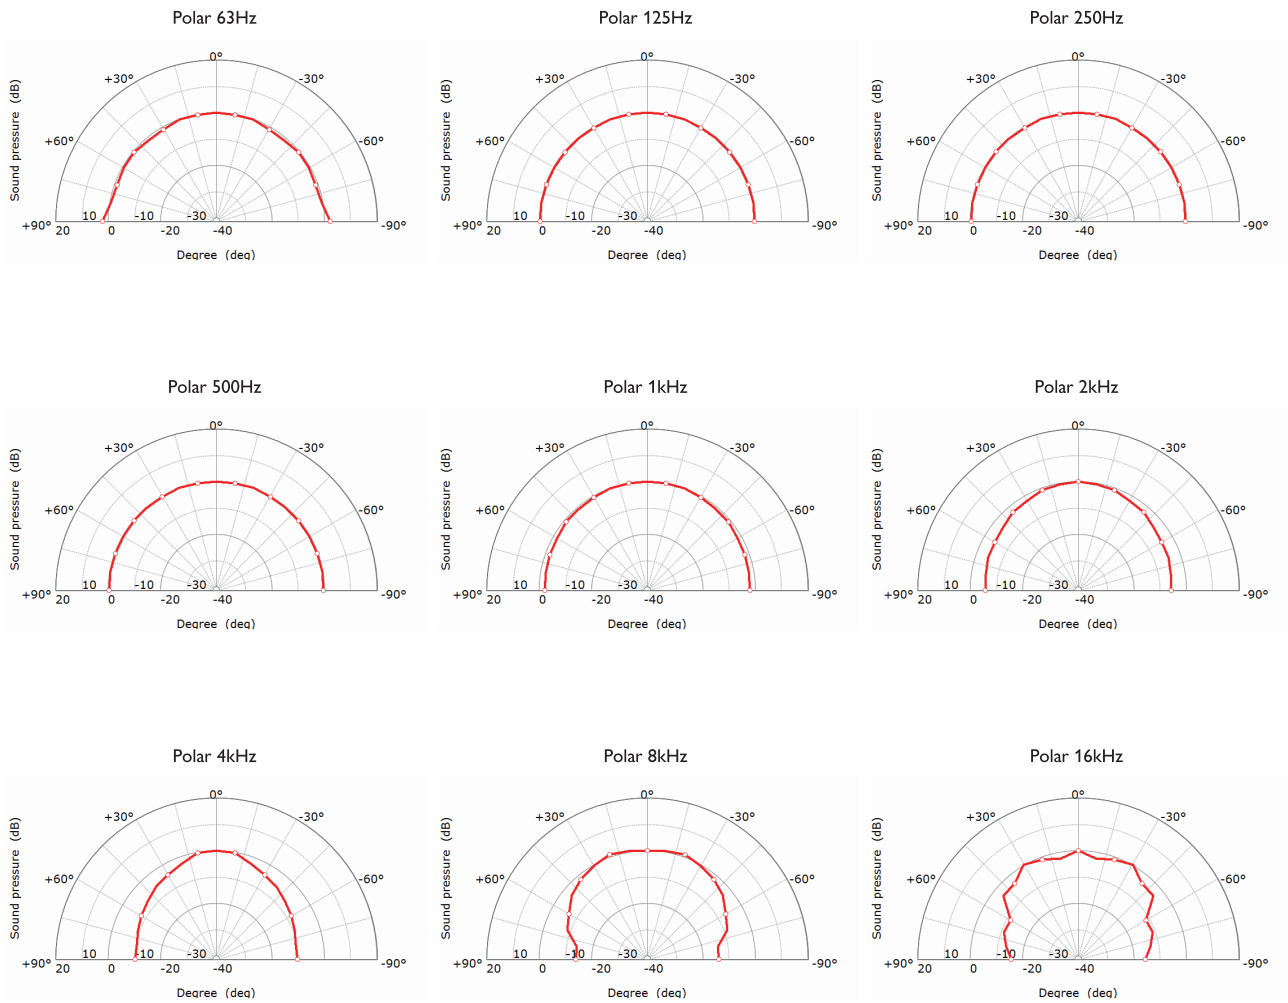 Polar 63Hz
0°
+30° -30°
+60° -60°
Sound pressure (dB)
10 -10 -30
+90° 20 0 -20 -40 -90°
Degree (deg)
Polar 125Hz
0°
+30° -30°
+60° -60°
Sound pressure (dB)
10 -10 -30
+90° 20 0 -20 -40 -90°
Degree (deg)
Polar 250Hz
0°
+30° -30°
+60° -60°
Sound pressure (dB)
10 -10 -30
+90° 20 0 -20 -40 -90°
Degree (deg)
Polar 500Hz
0°
+30° -30°
+60° -60°
Sound pressure (dB)
10 -10 -30
+90° 20 0 -20 -40 -90°
Degree (deg)
Polar 1kHz
0°
+30° -30°
+60° -60°
Sound pressure (dB)
10 -10 -30
+90° 20 0 -20 -40 -90°
Degree (deg)
Polar 2kHz
0°
+30° -30°
+60° -60°
Sound pressure (dB)
10 -10 -30
+90° 20 0 -20 -40 -90°
Degree (deg)
Polar 4kHz
0°
+30° -30°
+60° -60°
Sound pressure (dB)
10 -10 -30
+90° 20 0 -20 -40 -90°
Degree (deg)
Polar 8kHz
0°
+30° -30°
+60° -60°
Sound pressure (dB)
10 -10 -30
+90° 20 0 -20 -40 -90°
Degree (deg)
Polar 16kHz
0°
+30° -30°
+60° -60°
Sound pressure (dB)
10 -10 -30
+90° 20 0 -20 -40 -90°
Degree (deg)